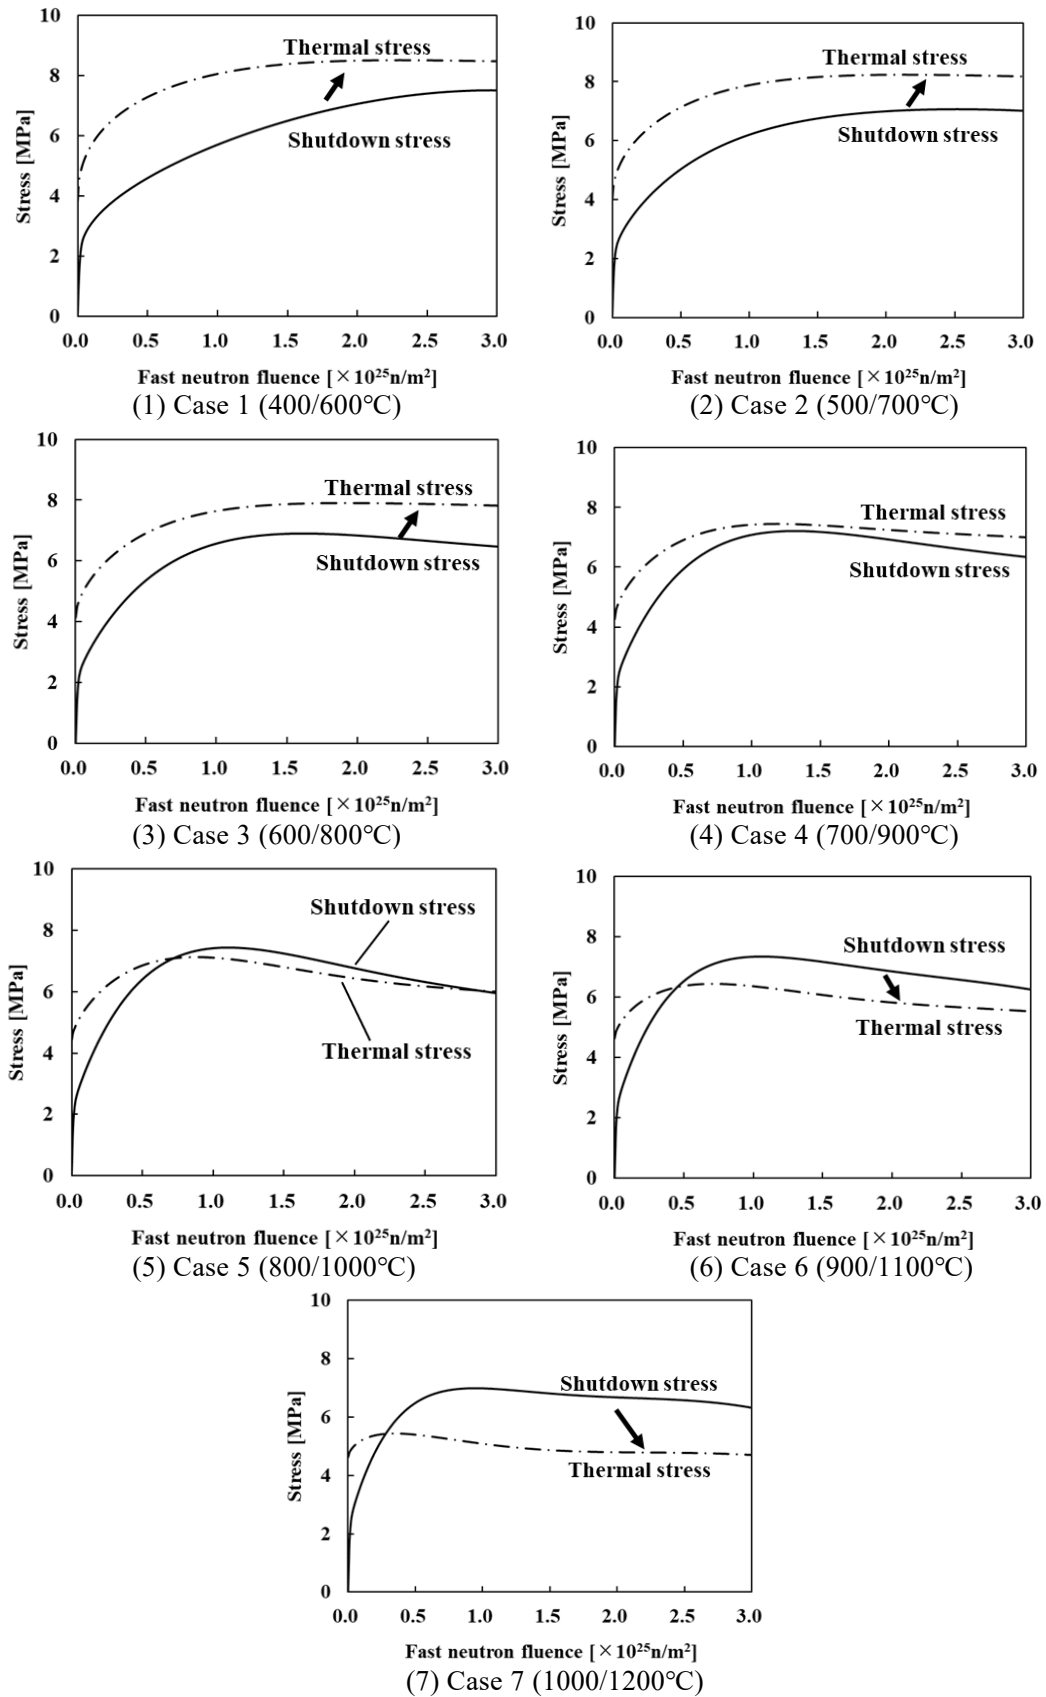 10
8
6
4
2
0
Stress [MPa]
Thermal stress
Shutdown stress
0.0 0.5 1.0 1.5 2.0 2.5 3.0
Fast neutron fluence [×10²⁵n/m²]
(1) Case 1 (400/600℃)
10
8
6
4
2
0
Stress [MPa]
Thermal stress
Shutdown stress
0.0 0.5 1.0 1.5 2.0 2.5 3.0
Fast neutron fluence [×10²⁵n/m²]
(2) Case 2 (500/700℃)
10
8
6
4
2
0
Stress [MPa]
Thermal stress
Shutdown stress
0.0 0.5 1.0 1.5 2.0 2.5 3.0
Fast neutron fluence [×10²⁵n/m²]
(3) Case 3 (600/800℃)
10
8
6
4
2
0
Stress [MPa]
Thermal stress
Shutdown stress
0.0 0.5 1.0 1.5 2.0 2.5 3.0
Fast neutron fluence [×10²⁵n/m²]
(4) Case 4 (700/900℃)
10
8
6
4
2
0
Stress [MPa]
Shutdown stress
Thermal stress
0.0 0.5 1.0 1.5 2.0 2.5 3.0
Fast neutron fluence [×10²⁵n/m²]
(5) Case 5 (800/1000℃)
10
8
6
4
2
0
Stress [MPa]
Shutdown stress
Thermal stress
0.0 0.5 1.0 1.5 2.0 2.5 3.0
Fast neutron fluence [×10²⁵n/m²]
(6) Case 6 (900/1100℃)
10
8
6
4
2
0
Stress [MPa]
Shutdown stress
Thermal stress
0.0 0.5 1.0 1.5 2.0 2.5 3.0
Fast neutron fluence [×10²⁵n/m²]
(7) Case 7 (1000/1200℃)